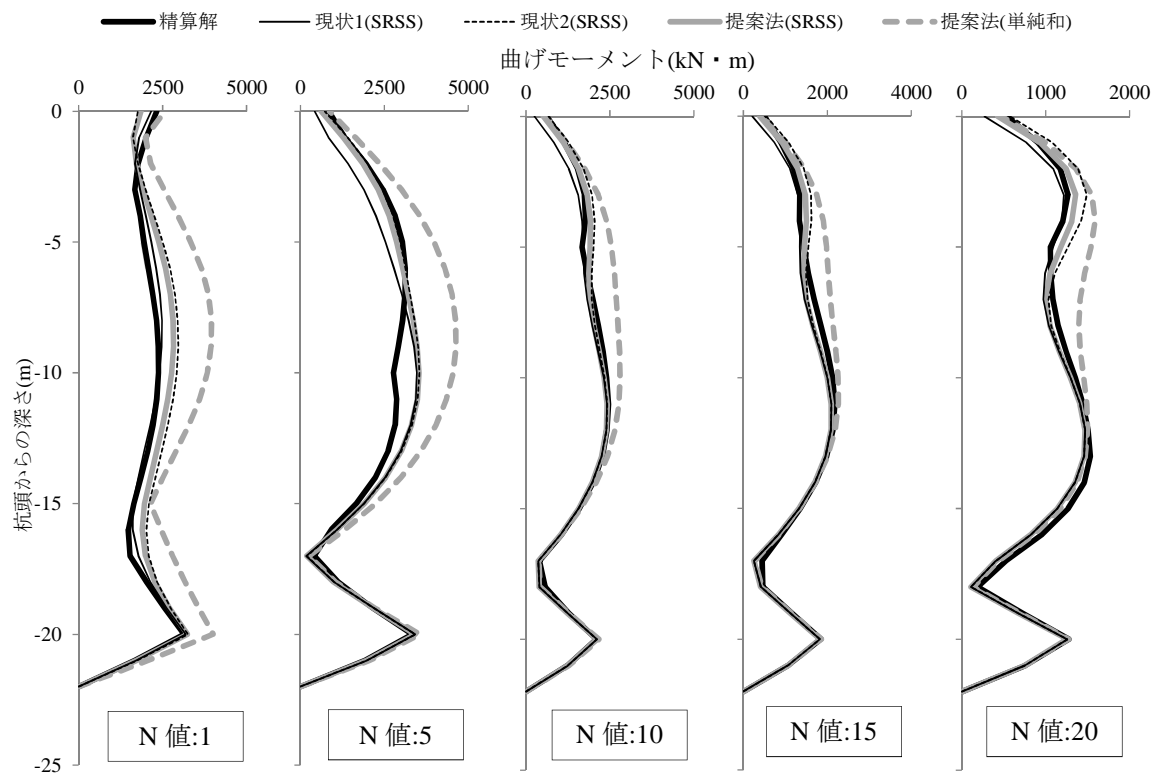 精算解 現状1(SRSS) 現状2(SRSS) 提案法(SRSS) 提案法(単純和)
曲げモーメント(kN・m)
0 2500 5000 0 2500 5000 0 2500 5000 0 2000 4000 0 1000 2000
0
-5
-10
-15
-20
-25
杭頭からの深さ(m)
N 値:1 N 値:5 N 値:10 N 値:15 N 値:20